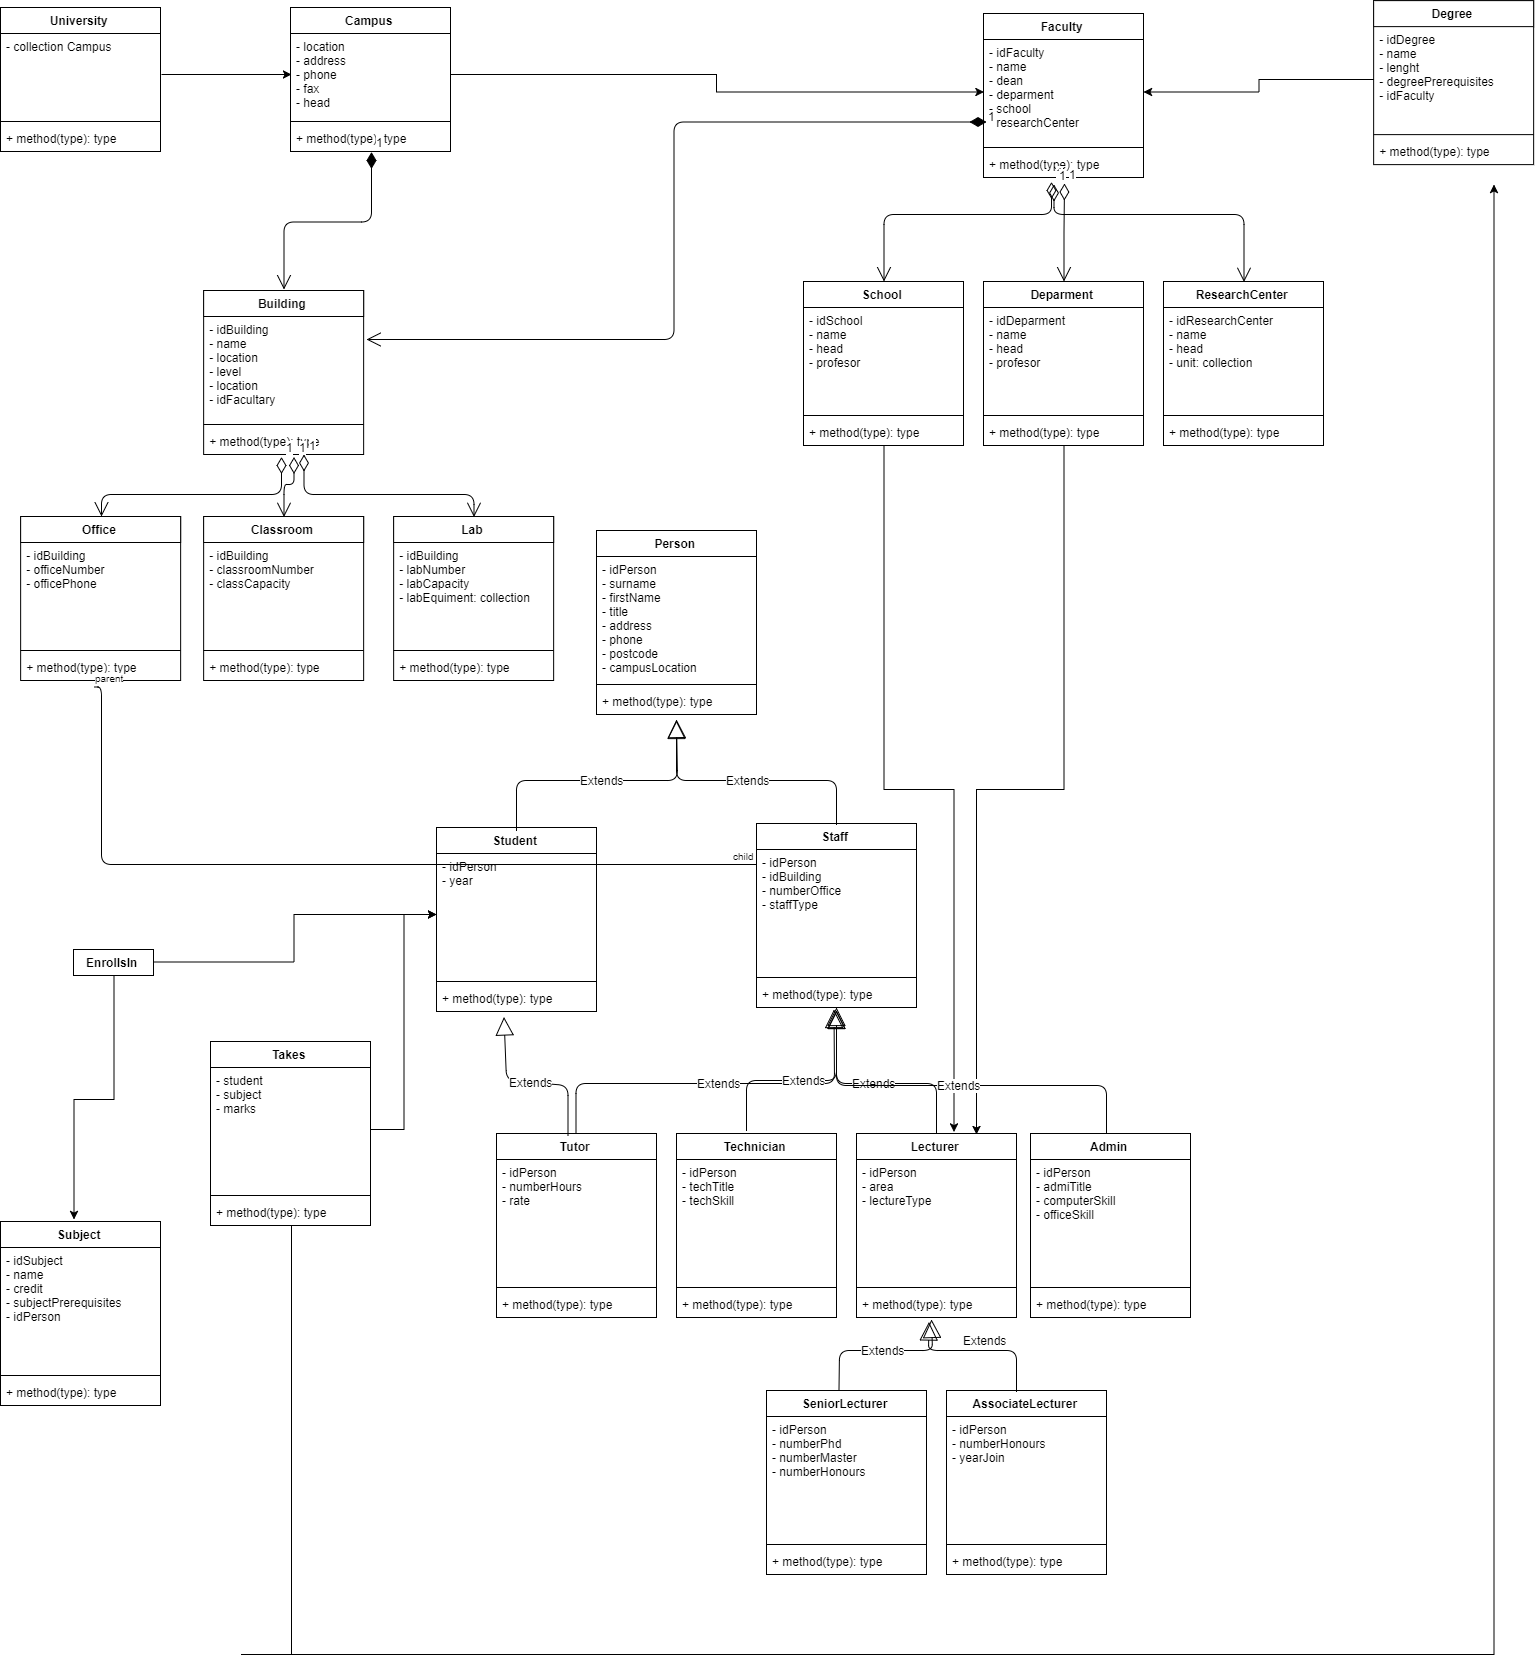 University
- collection Campus
+ method(type): type
Campus
- location
- address
- phone
- fax
- head
+ method(type): type
1
Faculty
- idFaculty
- name
- dean
- deparment
- school
- researchCenter
+ method(type): type
1
1
1
Degree
- idDegree
- name
- lenght
- degreePrerequisites
- idFaculty
+ method(type): type
Building
- idBuilding
- name
- location
- level
- location
- idFacultary
+ method(type): type
1
1
1
School
- idSchool
- name
- head
- profesor
+ method(type): type
Deparment
- idDeparment
- name
- head
- profesor
+ method(type): type
ResearchCenter
- idResearchCenter
- name
- head
- unit: collection
+ method(type): type
Office
- idBuilding
- officeNumber
- officePhone
+ method(type): type
parent
Classroom
- idBuilding
- classroomNumber
- classCapacity
+ method(type): type
Lab
- idBuilding
- labNumber
- labCapacity
- labEquiment: collection
+ method(type): type
Person
- idPerson
- surname
- firstName
- title
- address
- phone
- postcode
- campusLocation
+ method(type): type
Extends
Extends
Student
- idPerson
- year
+ method(type): type
child
Staff
- idPerson
- idBuilding
- numberOffice
- staffType
+ method(type): type
EnrollsIn
Takes
- student
- subject
- marks
+ method(type): type
Extends
Extends
Extends
Extends
Extends
Subject
- idSubject
- name
- credit
- subjectPrerequisites
- idPerson
+ method(type): type
Tutor
- idPerson
- numberHours
- rate
+ method(type): type
Technician
- idPerson
- techTitle
- techSkill
+ method(type): type
Lecturer
- idPerson
- area
- lectureType
+ method(type): type
Admin
- idPerson
- admiTitle
- computerSkill
- officeSkill
+ method(type): type
Extends
Extends
SeniorLecturer
- idPerson
- numberPhd
- numberMaster
- numberHonours
+ method(type): type
AssociateLecturer
- idPerson
- numberHonours
- yearJoin
+ method(type): type